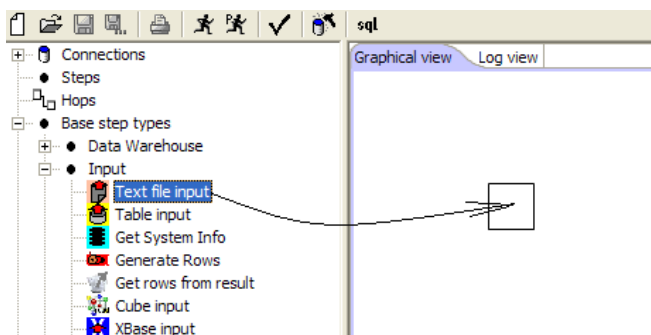 sql
Connections
Steps
Hops
Base step types
Data Warehouse
Input
Text file input
Table input
Get System Info
Generate Rows
Get rows from result
Cube input
XBase input
Graphical view Log view